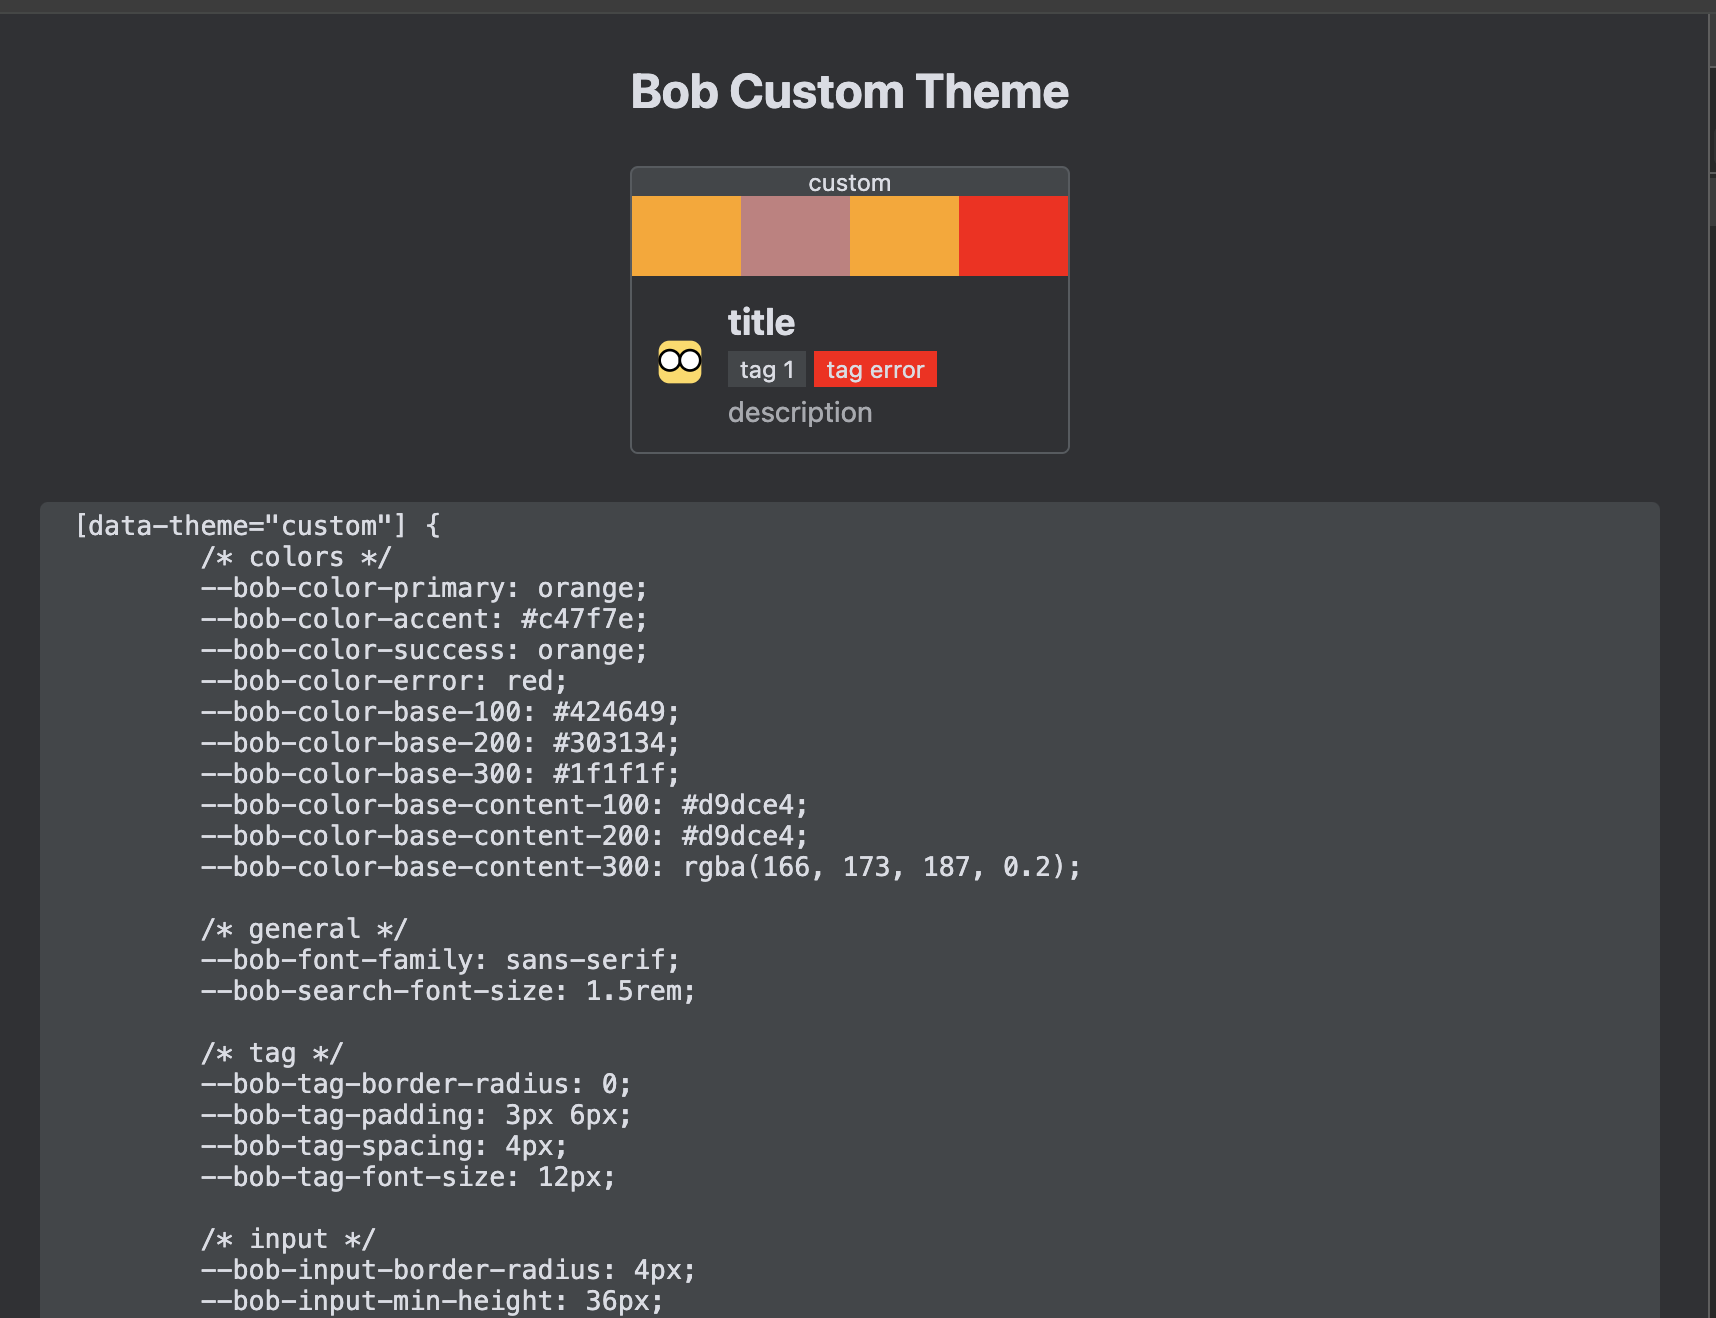 Bob Custom Theme
custom
title
tag 1 tag error
description
[data-theme="custom"] {
/* colors */
--bob-color-primary: orange;
--bob-color-accent: #c47f7e;
--bob-color-success: orange;
--bob-color-error: red;
--bob-color-base-100: #424649;
--bob-color-base-200: #303134;
--bob-color-base-300: #1f1f1f;
--bob-color-base-content-100: #d9dce4;
--bob-color-base-content-200: #d9dce4;
--bob-color-base-content-300: rgba(166, 173, 187, 0.2);
/* general */
--bob-font-family: sans-serif;
--bob-search-font-size: 1.5rem;
/* tag */
--bob-tag-border-radius: 0;
--bob-tag-padding: 3px 6px;
--bob-tag-spacing: 4px;
--bob-tag-font-size: 12px;
/* input */
--bob-input-border-radius: 4px;
--bob-input-min-height: 36px;